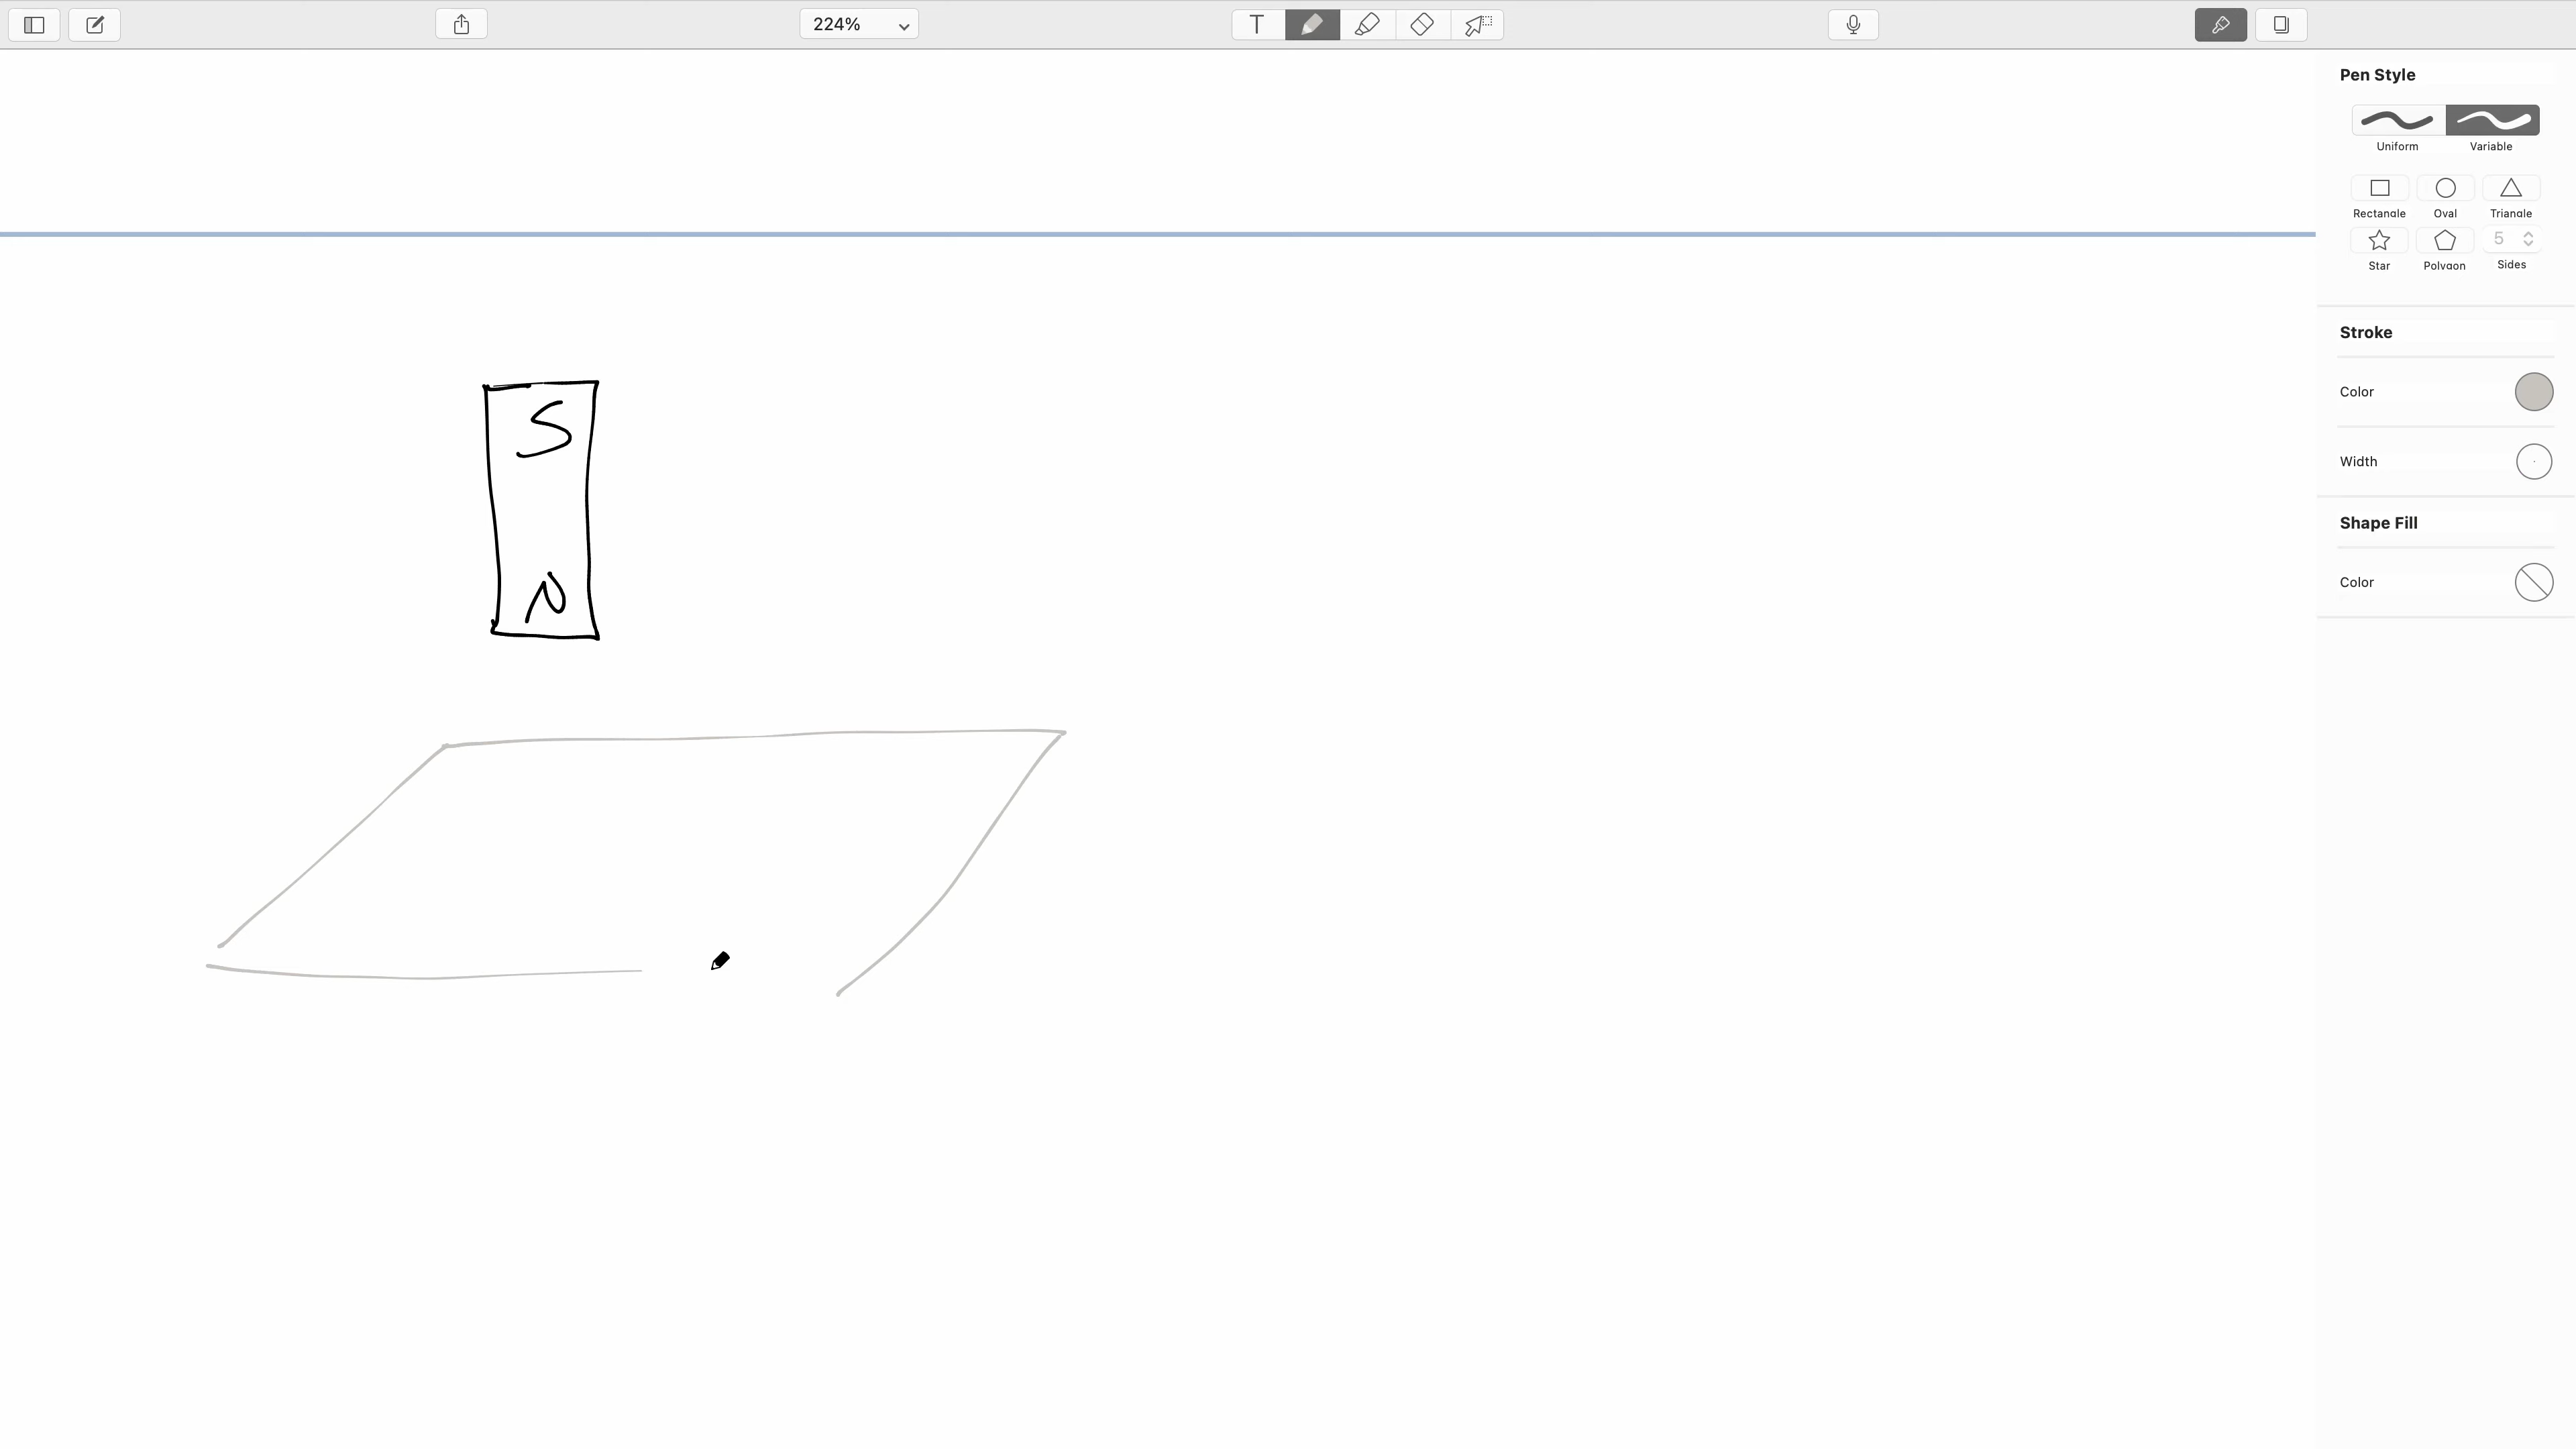 224%
T
Pen Style
Uniform Variable
Rectangle Oval Triangle
5
Star Polygon Sides
Stroke
Color
Width
Shape Fill
Color
S
N